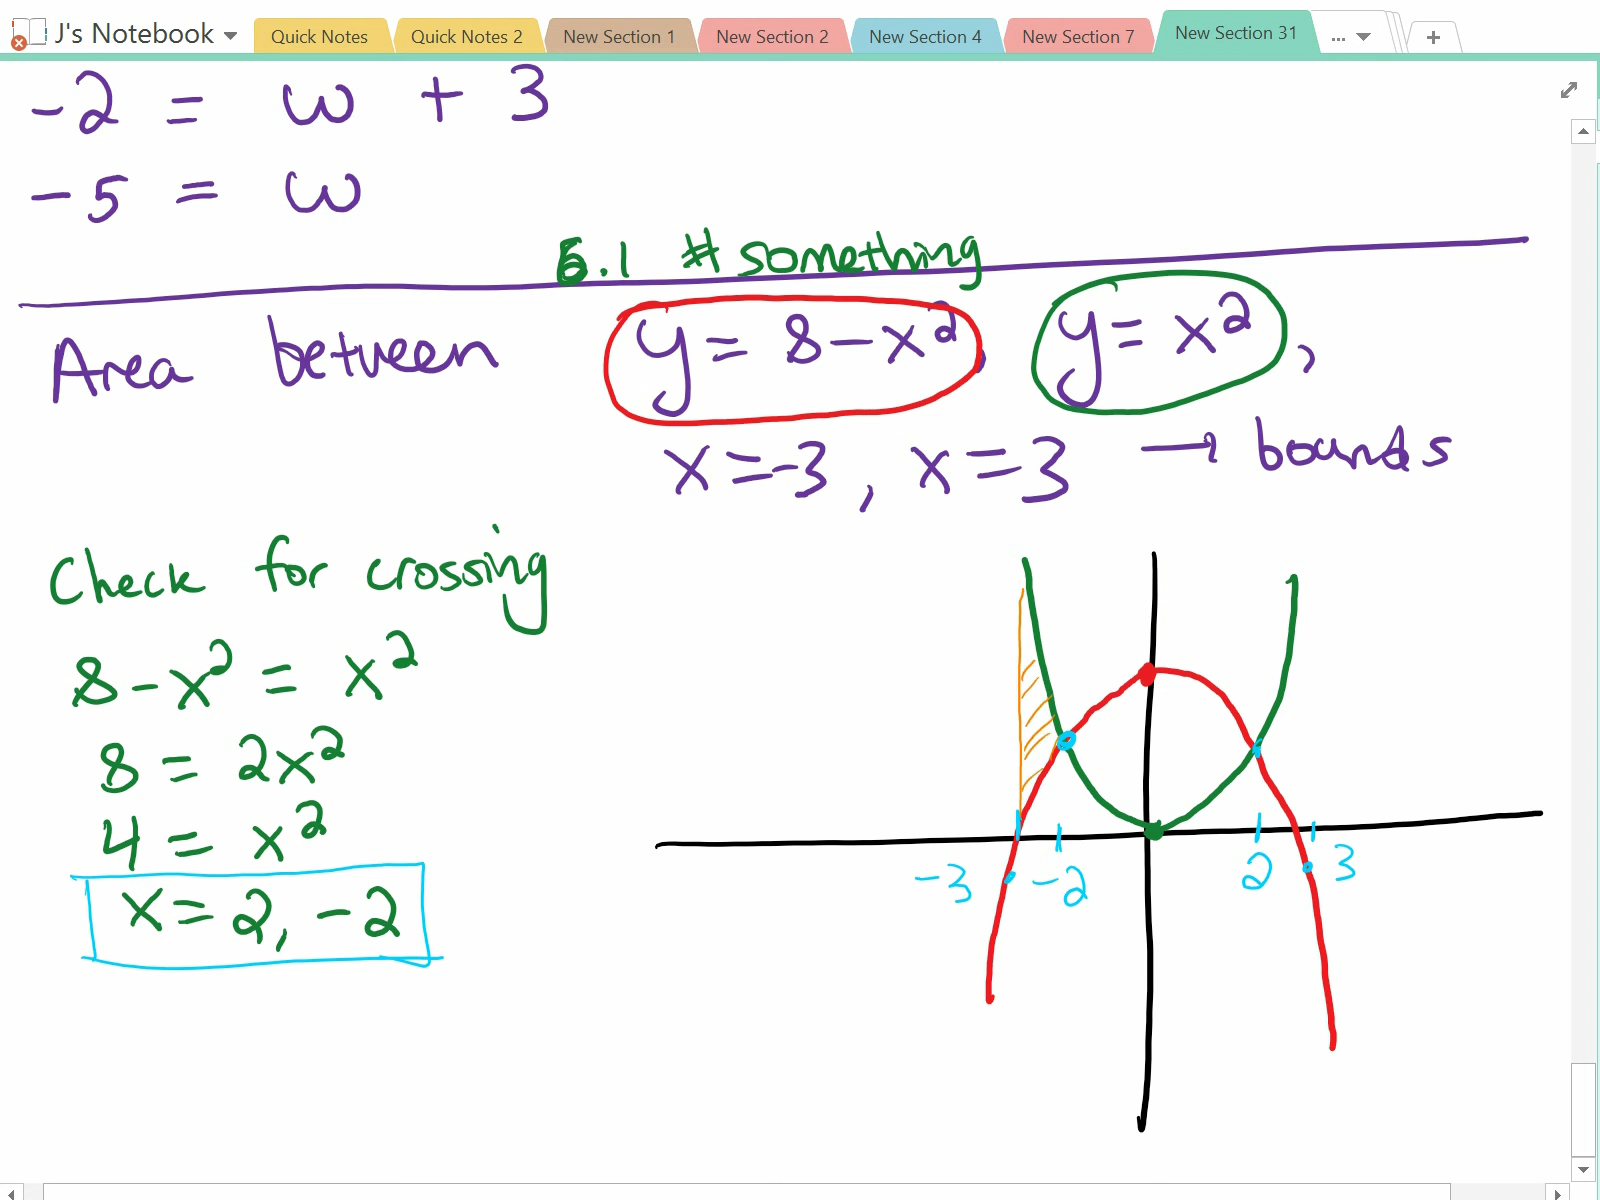 J's Notebook Quick Notes Quick Notes 2 New Section 1 New Section 2 New Section 4 New Section 7 New Section 31 ... +
-2 = w + 3
-5 = w
6.1 # something
Area between y = 8 - x², y = x²,
x = -3, x = 3 → bounds
Check for crossing
8 - x² = x²
8 = 2x²
4 = x²
x = 2, -2
-3 -2 2 3